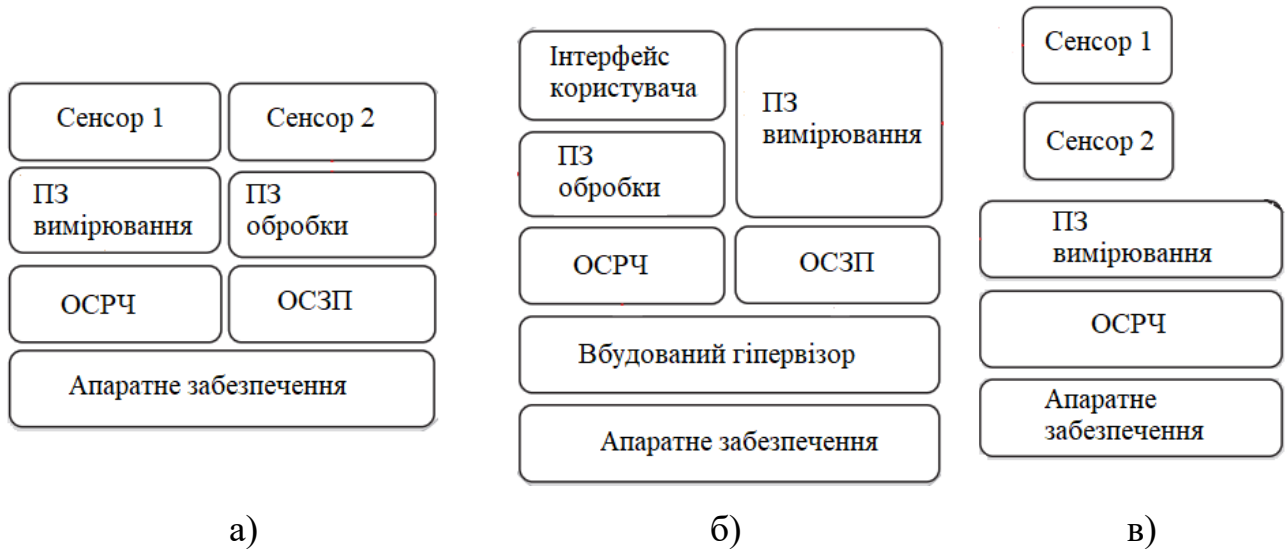 Сенсор 1
Сенсор 2
ПЗ
вимірювання
ПЗ
обробки
ОСРЧ
ОСЗП
Апаратне забезпечення
а)
Інтерфейс
користувача
ПЗ
вимірювання
ПЗ
обробки
ОСРЧ
ОСЗП
Вбудований гіпервізор
Апаратне забезпечення
б)
Сенсор 1
Сенсор 2
ПЗ
вимірювання
ОСРЧ
Апаратне
забезпечення
в)